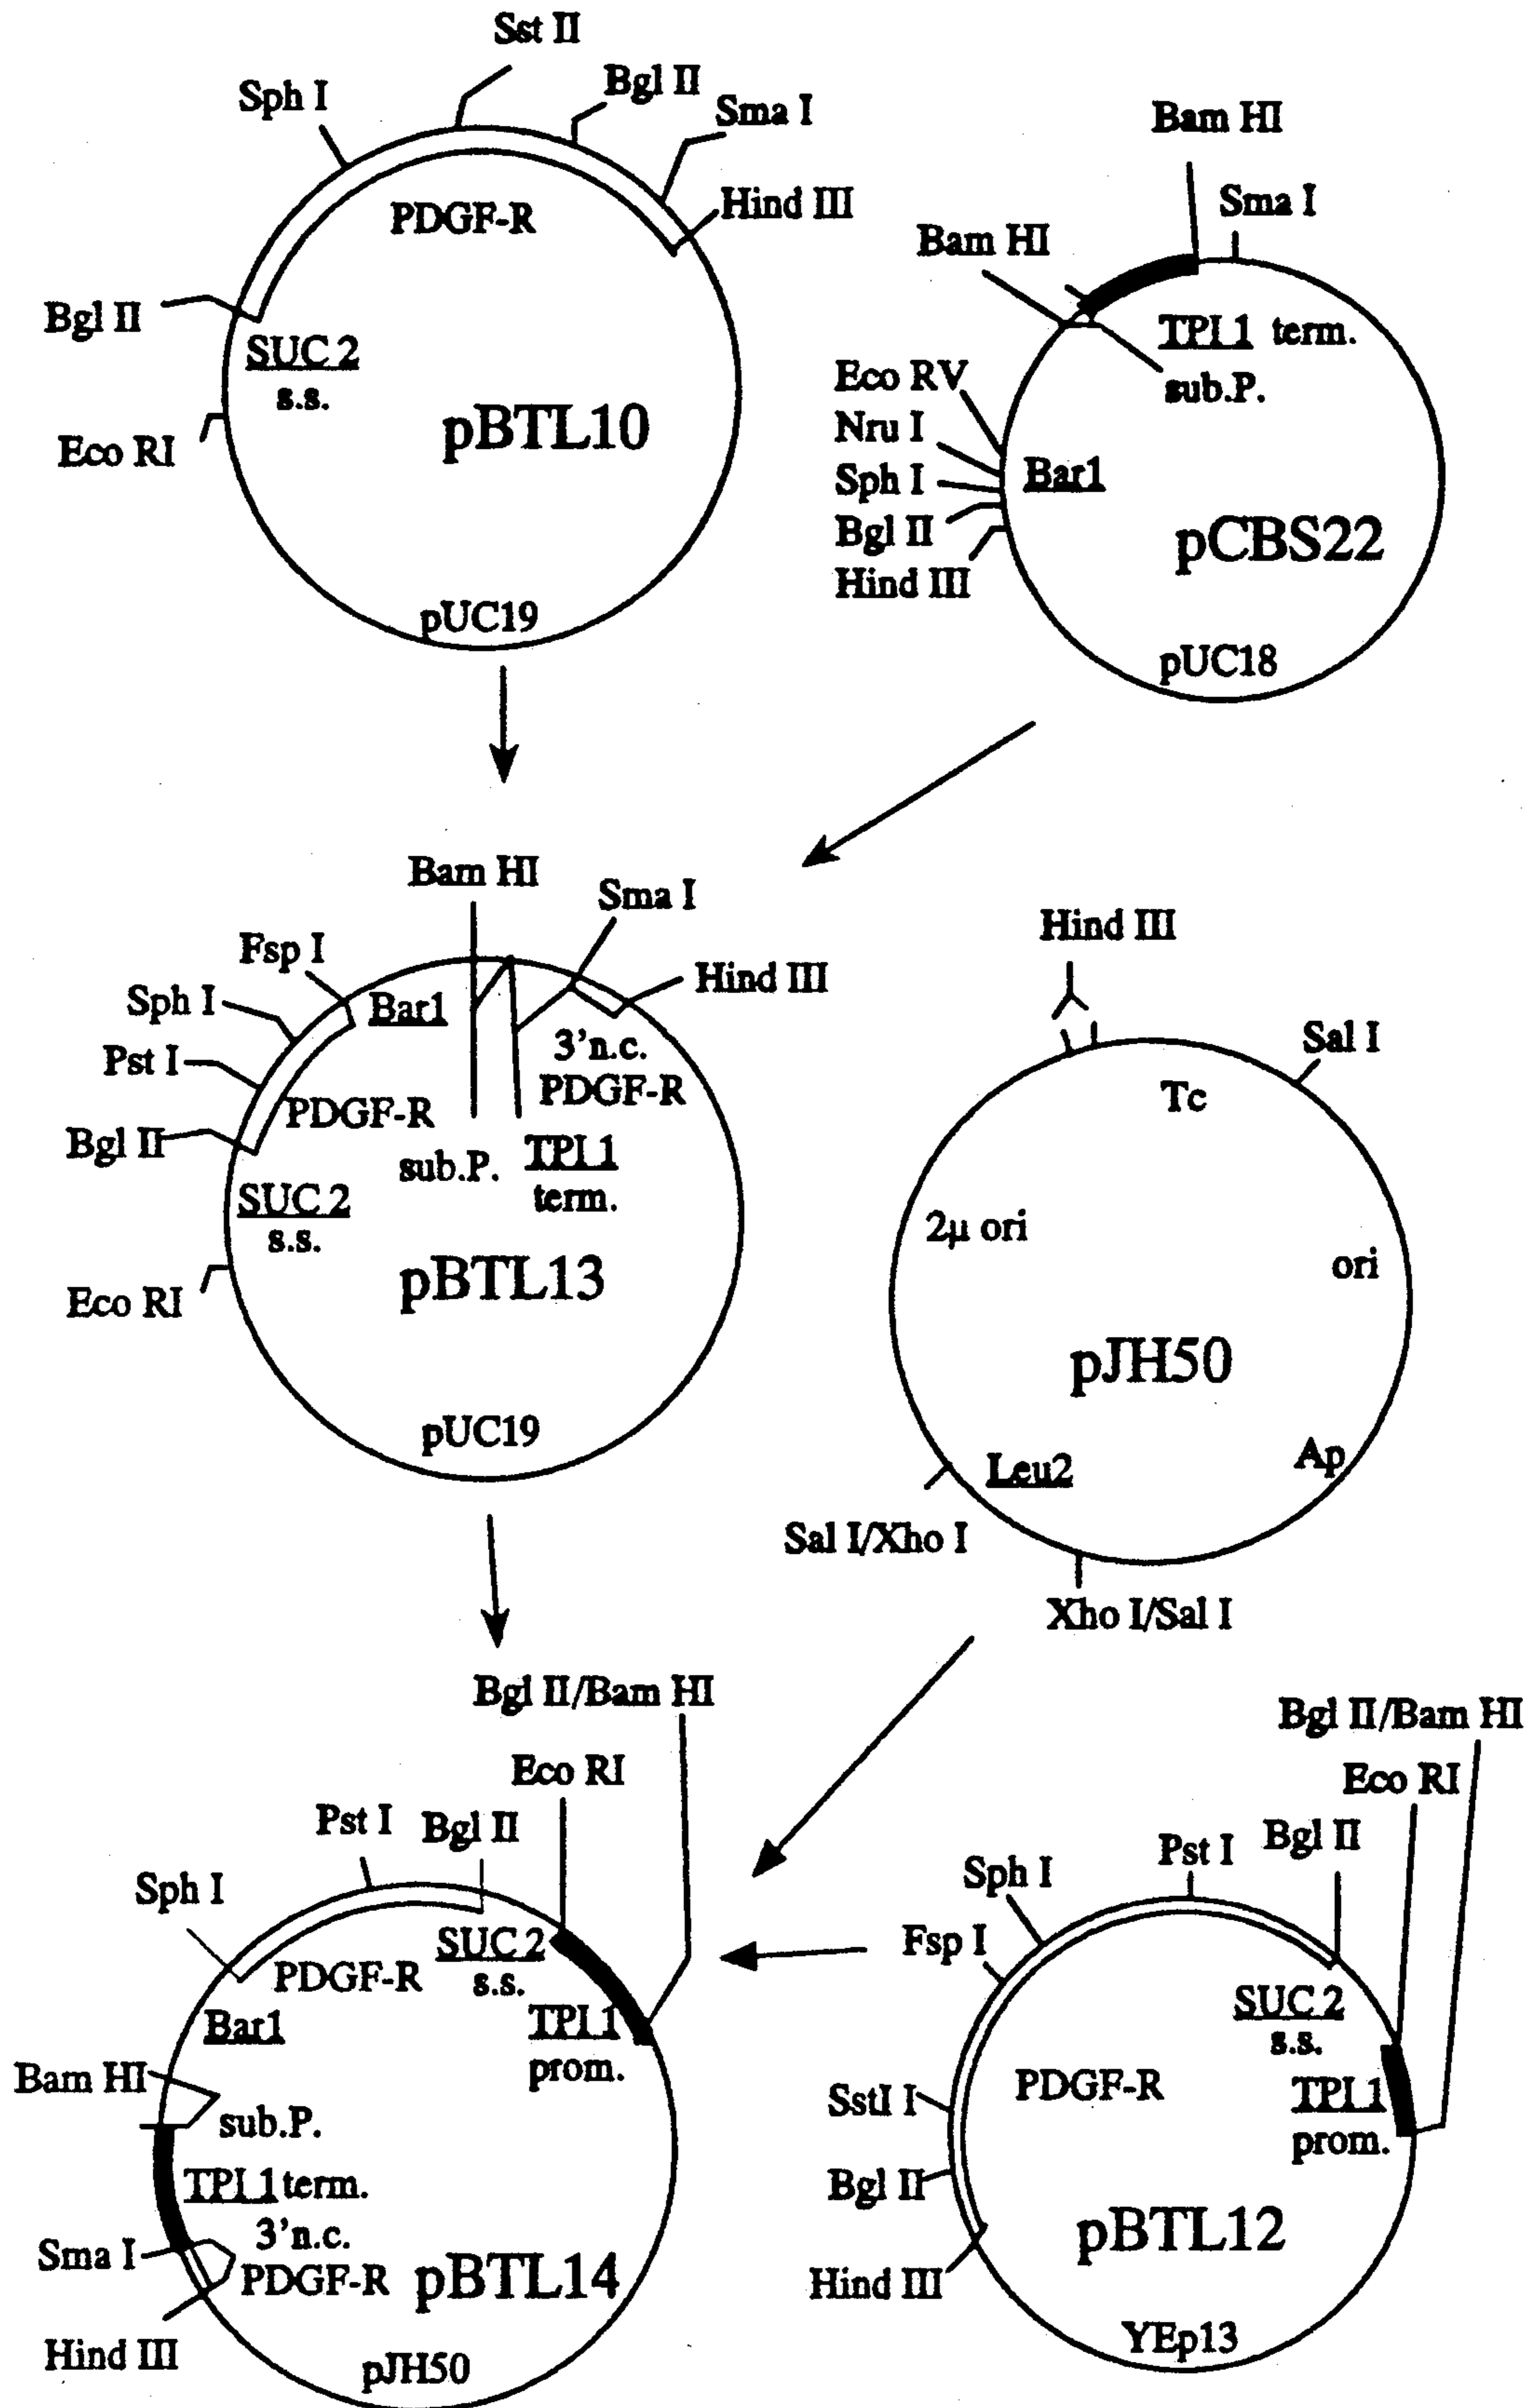 Sst II
Sph I
Bgl II
Sma I
Hind III
PDGF-R
Bgl II
SUC 2
s.s.
Eco RI
pBTL10
pUC19
Bam HI
Sma I
Bam HI
TPI 1 term.
sub.P.
Eco RV
Nru I
Sph I
Bgl II
Hind III
Bar1
pCBS22
pUC18
Bam HI
Sma I
Fsp I
Hind III
Sph I
Bar1
Pst I
3'n.c.
PDGF-R
PDGF-R
Bgl II
sub.P.
TPI 1
term.
SUC 2
s.s.
pBTL13
Eco RI
pUC19
Hind III
Sal I
Tc
2μ ori
ori
pJH50
Leu2
Ap
Sal I/Xho I
Xho I/Sal I
Bgl II/Bam HI
Eco RI
Pst I
Bgl II
Sph I
SUC 2
s.s.
PDGF-R
TPI 1
prom.
Bar1
Bam HI
sub.P.
TPI 1 term.
3'n.c.
Sma I
PDGF-R
pBTL14
Hind III
pJH50
Bgl II/Bam HI
Eco RI
Bgl II
Pst I
Sph I
Fsp I
SUC 2
s.s.
PDGF-R
TPI 1
prom.
SstI I
Bgl II
pBTL12
Hind III
YEp13